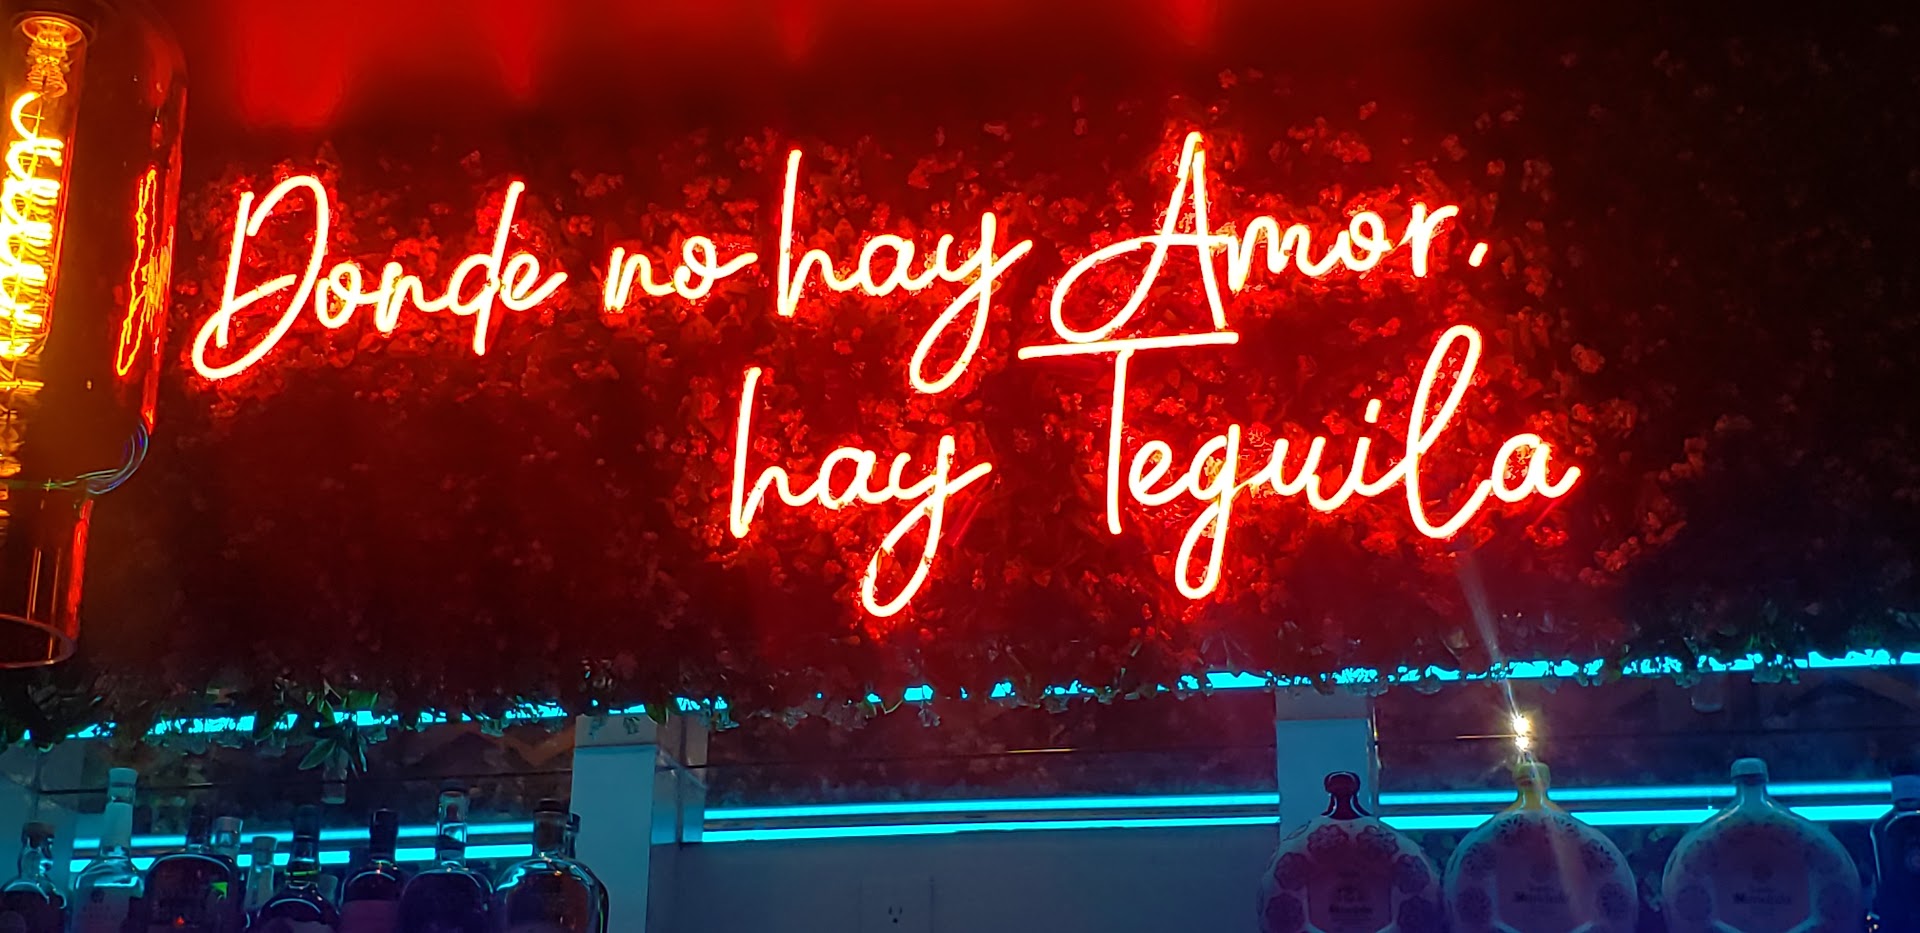 Donde no hay Amor,
hay Tequila